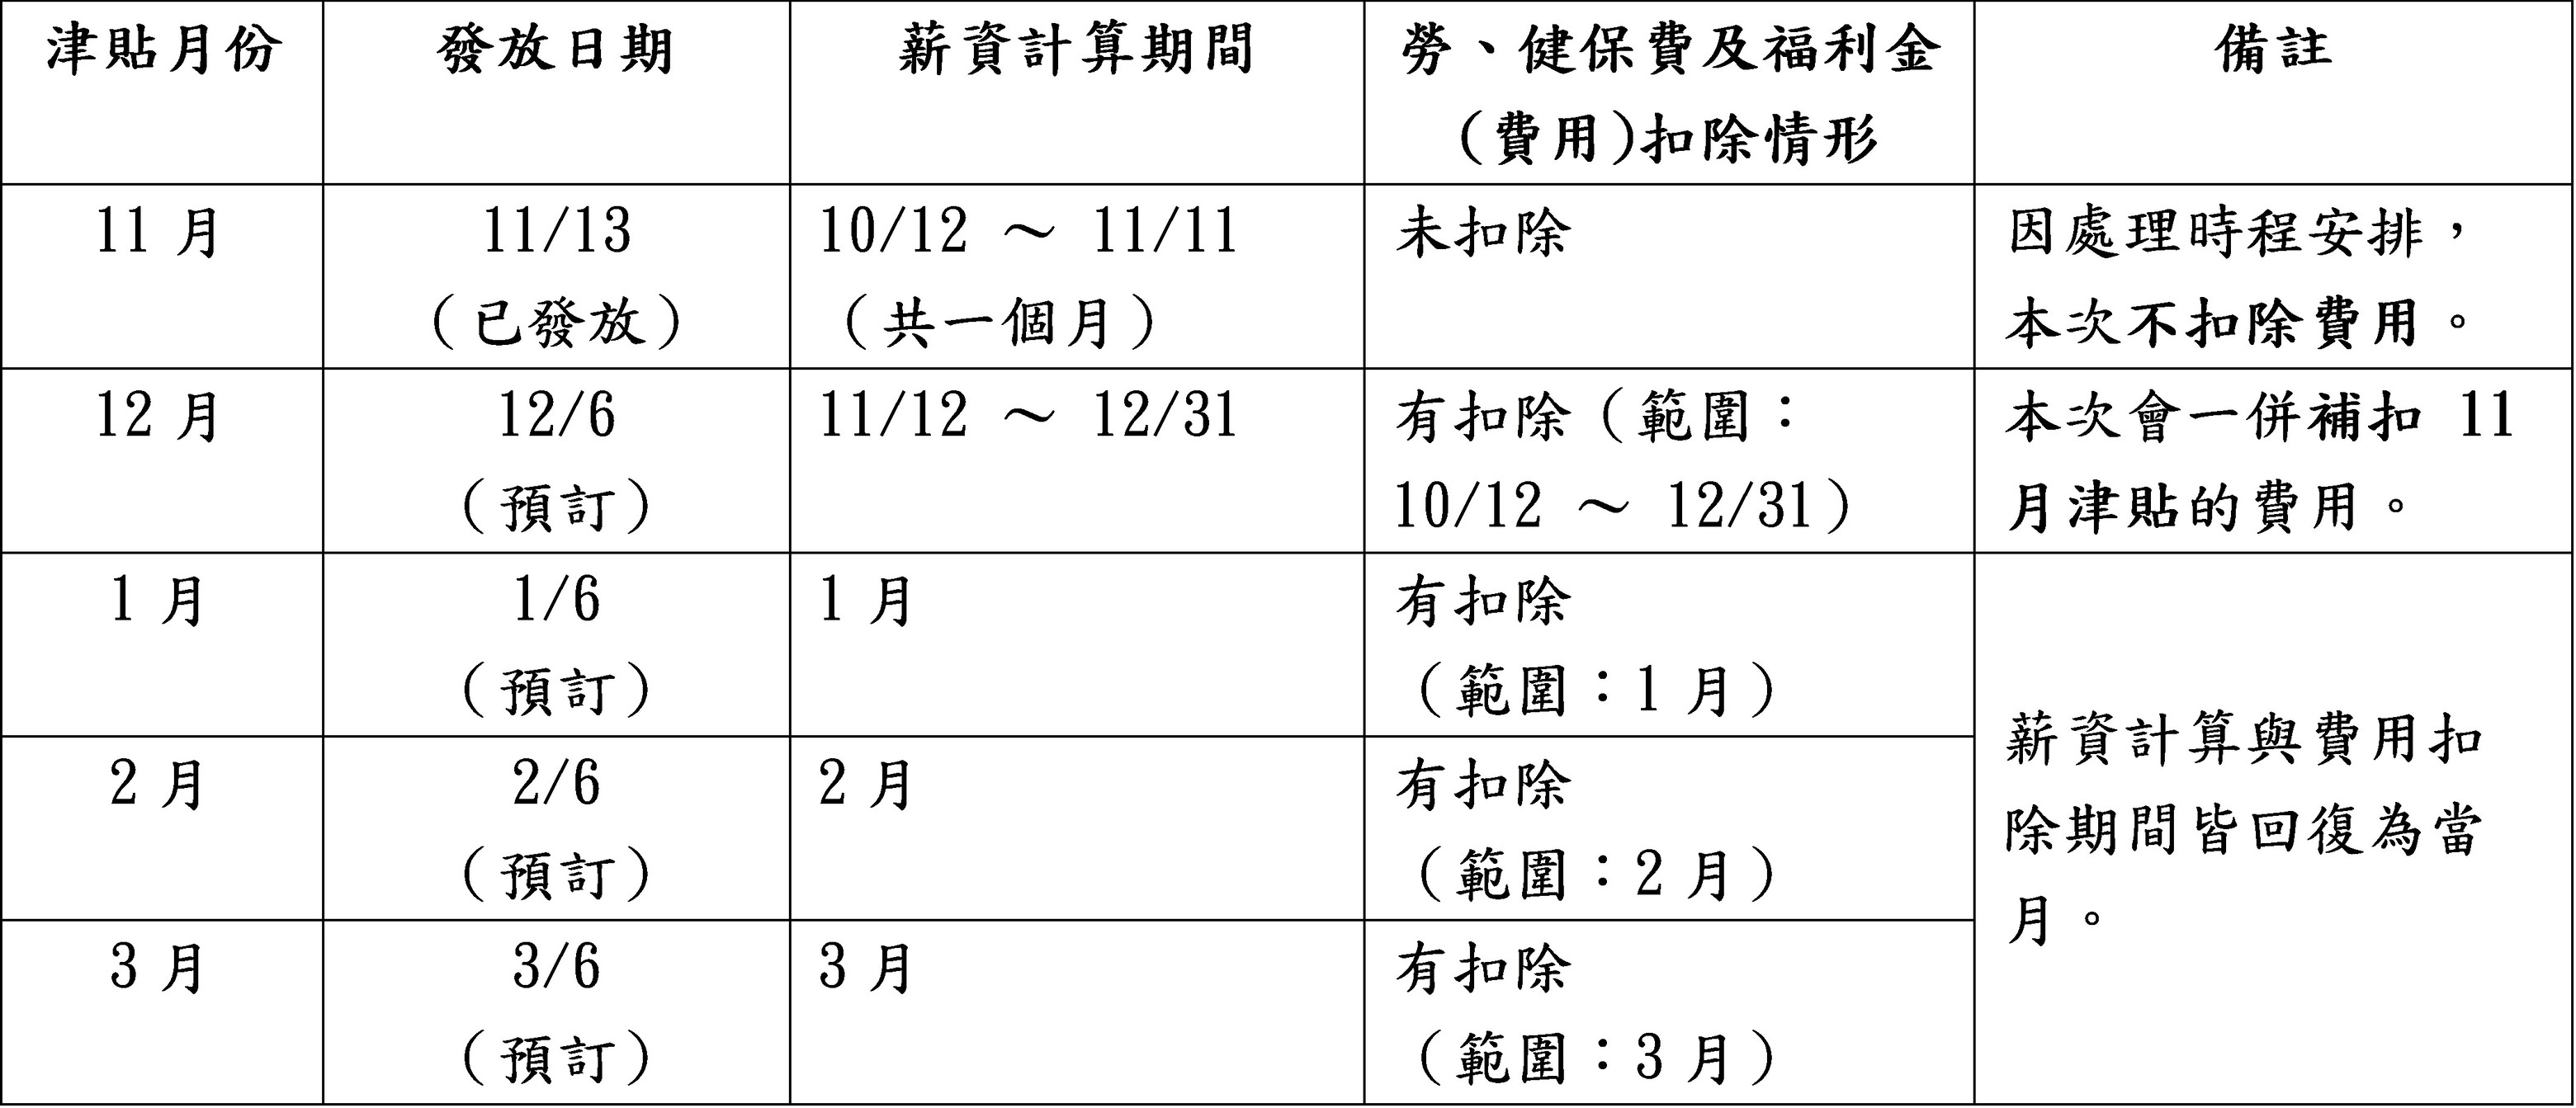 津貼月份
發放日期
薪資計算期間
勞、健保費及福利金
(費用)扣除情形
備註
11 月
11/13
（已發放）
10/12 ～ 11/11
（共一個月）
未扣除
因處理時程安排，
本次不扣除費用。
12 月
12/6
（預訂）
11/12 ～ 12/31
有扣除（範圍：
10/12 ～ 12/31）
本次會一併補扣 11
月津貼的費用。
1 月
1/6
（預訂）
1 月
有扣除
（範圍：1 月）
薪資計算與費用扣
除期間皆回復為當
月。
2 月
2/6
（預訂）
2 月
有扣除
（範圍：2 月）
3 月
3/6
（預訂）
3 月
有扣除
（範圍：3 月）